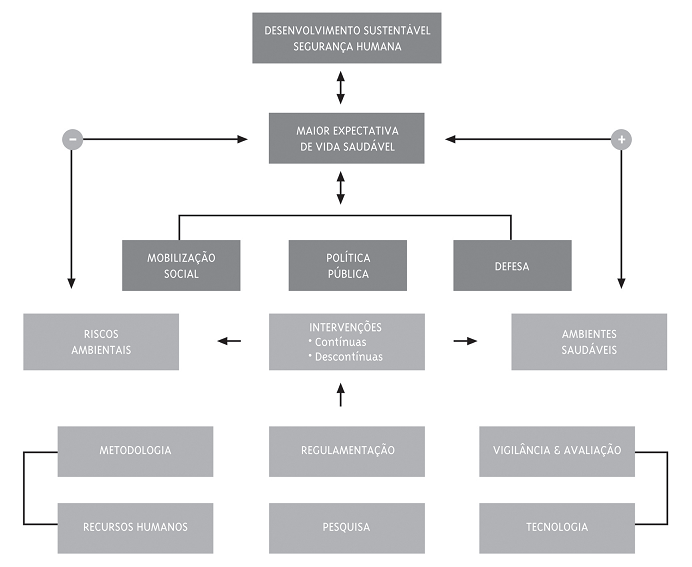 DESENVOLVIMENTO SUSTENTÁVEL
SEGURANÇA HUMANA
MAIOR EXPECTATIVA
DE VIDA SAUDÁVEL
–
+
MOBILIZAÇÃO
SOCIAL
POLÍTICA
PÚBLICA
DEFESA
RISCOS
AMBIENTAIS
INTERVENÇÕES
* Contínuas
* Descontínuas
AMBIENTES
SAUDÁVEIS
METODOLOGIA
REGULAMENTAÇÃO
VIGILÂNCIA & AVALIAÇÃO
RECURSOS HUMANOS
PESQUISA
TECNOLOGIA